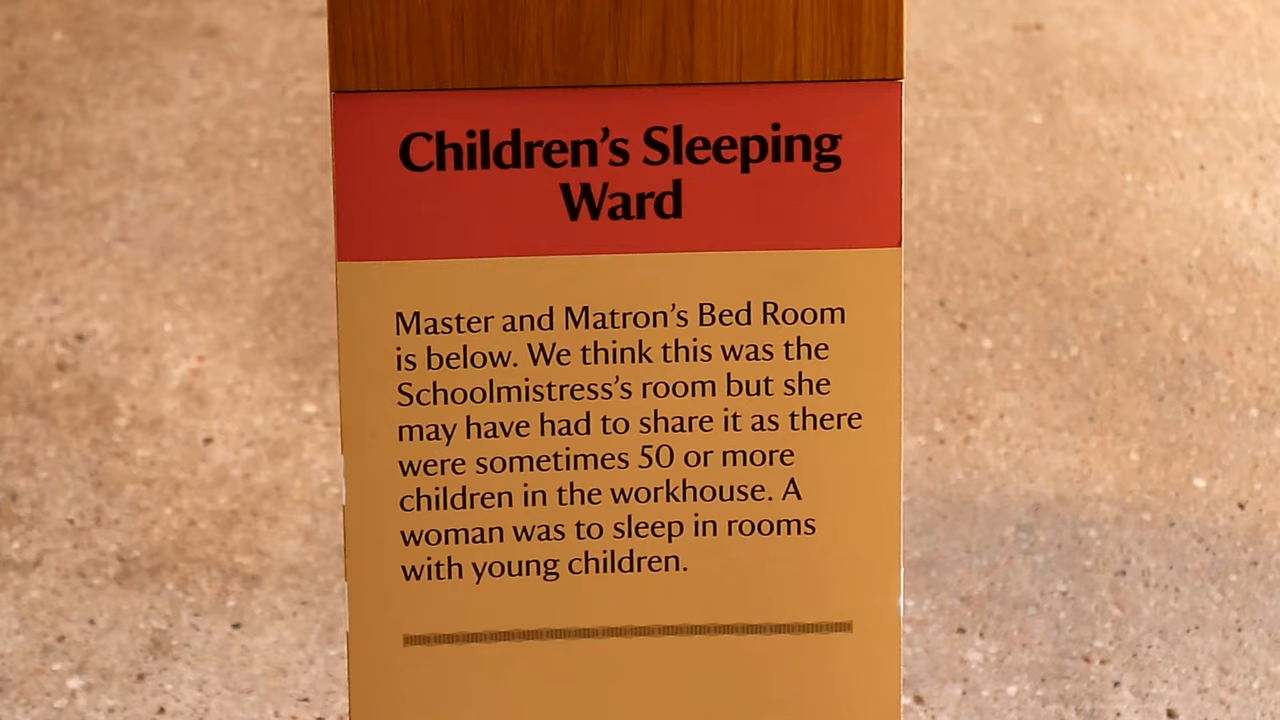 Children’s Sleeping
Ward
Master and Matron’s Bed Room
is below. We think this was the
Schoolmistress’s room but she
may have had to share it as there
were sometimes 50 or more
children in the workhouse. A
woman was to sleep in rooms
with young children.